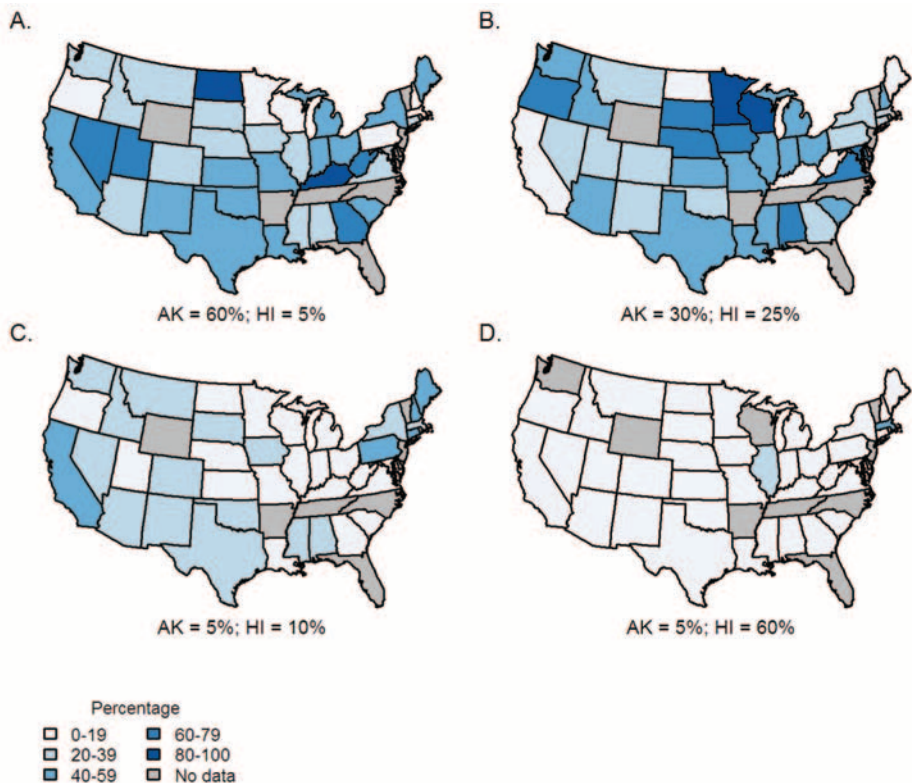 A.
B.
AK = 60%; HI = 5%
AK = 30%; HI = 25%
C.
D.
AK = 5%; HI = 10%
AK = 5%; HI = 60%
Percentage
0-19
60-79
20-39
80-100
40-59
No data